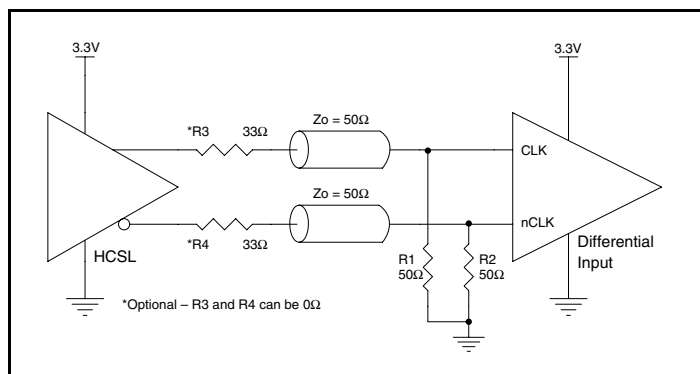 3.3V
3.3V
*R3 33Ω
Zo = 50Ω
CLK
Zo = 50Ω
nCLK
*R4 33Ω
HCSL
R1
50Ω
R2
50Ω
Differential
Input
*Optional – R3 and R4 can be 0Ω